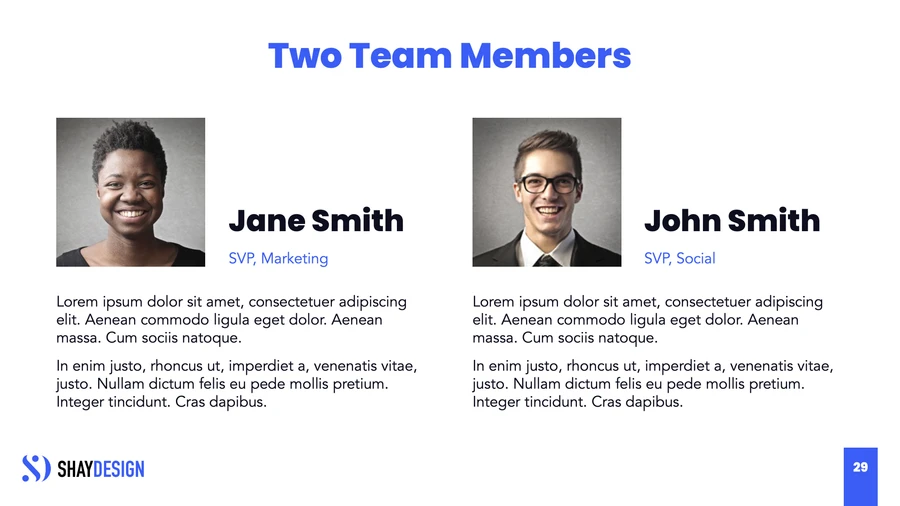 Two Team Members
Jane Smith
SVP, Marketing
Lorem ipsum dolor sit amet, consectetuer adipiscing
elit. Aenean commodo ligula eget dolor. Aenean
massa. Cum sociis natoque.
In enim justo, rhoncus ut, imperdiet a, venenatis vitae,
justo. Nullam dictum felis eu pede mollis pretium.
Integer tincidunt. Cras dapibus.
John Smith
SVP, Social
Lorem ipsum dolor sit amet, consectetuer adipiscing
elit. Aenean commodo ligula eget dolor. Aenean
massa. Cum sociis natoque.
In enim justo, rhoncus ut, imperdiet a, venenatis vitae,
justo. Nullam dictum felis eu pede mollis pretium.
Integer tincidunt. Cras dapibus.
SHAYDESIGN
29